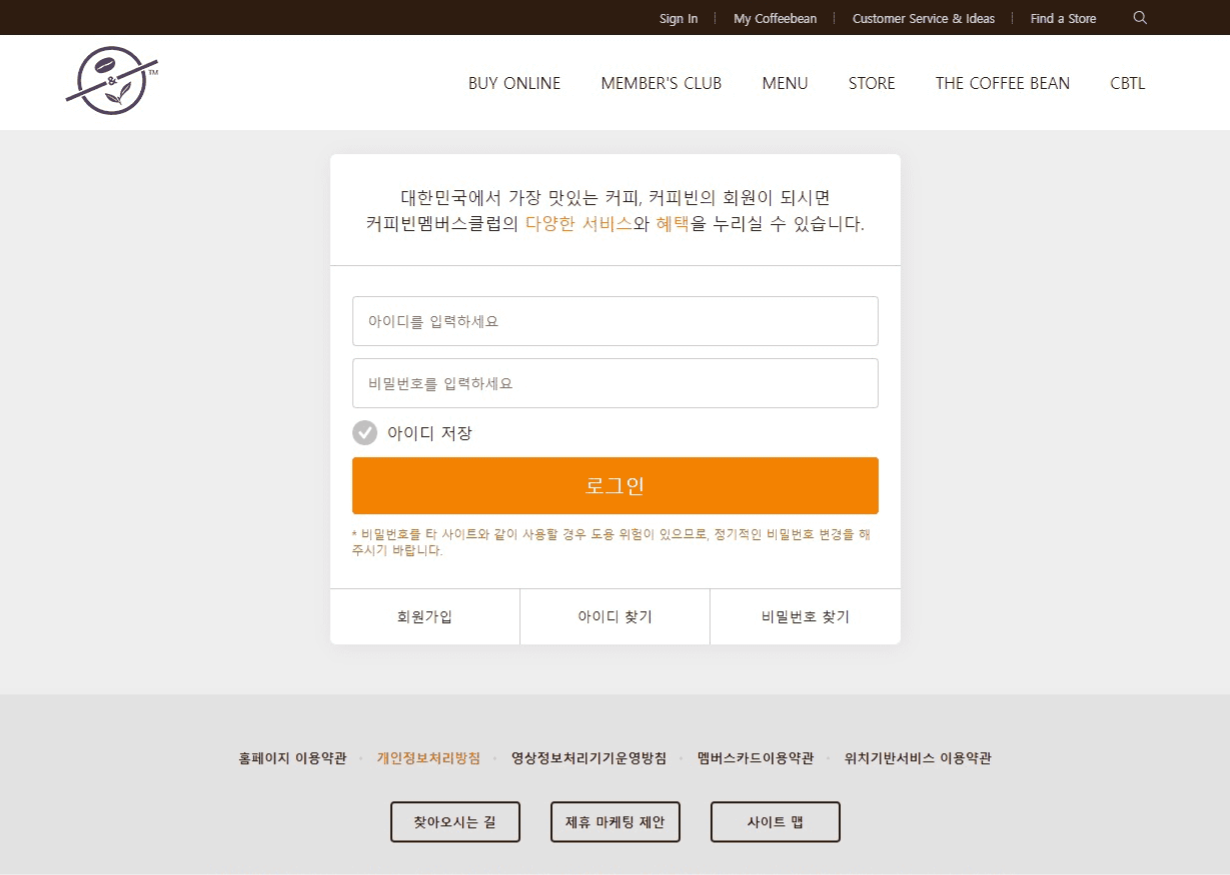 Sign In | My Coffeebean | Customer Service & Ideas | Find a Store
& TM
BUY ONLINE MEMBER'S CLUB MENU STORE THE COFFEE BEAN CBTL
대한민국에서 가장 맛있는 커피, 커피빈의 회원이 되시면
커피빈멤버스클럽의 다양한 서비스와 혜택을 누리실 수 있습니다.
아이디를 입력하세요
비밀번호를 입력하세요
아이디 저장
로그인
* 비밀번호를 타 사이트와 같이 사용할 경우 도용 위험이 있으므로, 정기적인 비밀번호 변경을 해
주시기 바랍니다.
회원가입 아이디 찾기 비밀번호 찾기
홈페이지 이용약관 · 개인정보처리방침 · 영상정보처리기기운영방침 · 멤버스카드이용약관 · 위치기반서비스 이용약관
찾아오시는 길 제휴 마케팅 제안 사이트 맵